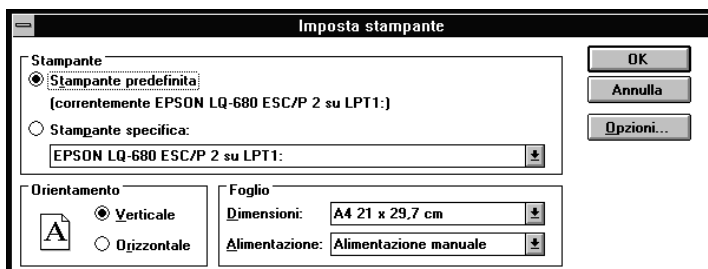 Imposta stampante
Stampante
Stampante predefinita
(correntemente EPSON LQ-680 ESC/P 2 su LPT1:)
Stampante specifica:
EPSON LQ-680 ESC/P 2 su LPT1:
OK
Annulla
Opzioni...
Orientamento
A
Verticale
Orizzontale
Foglio
Dimensioni: A4 21 x 29,7 cm
Alimentazione: Alimentazione manuale